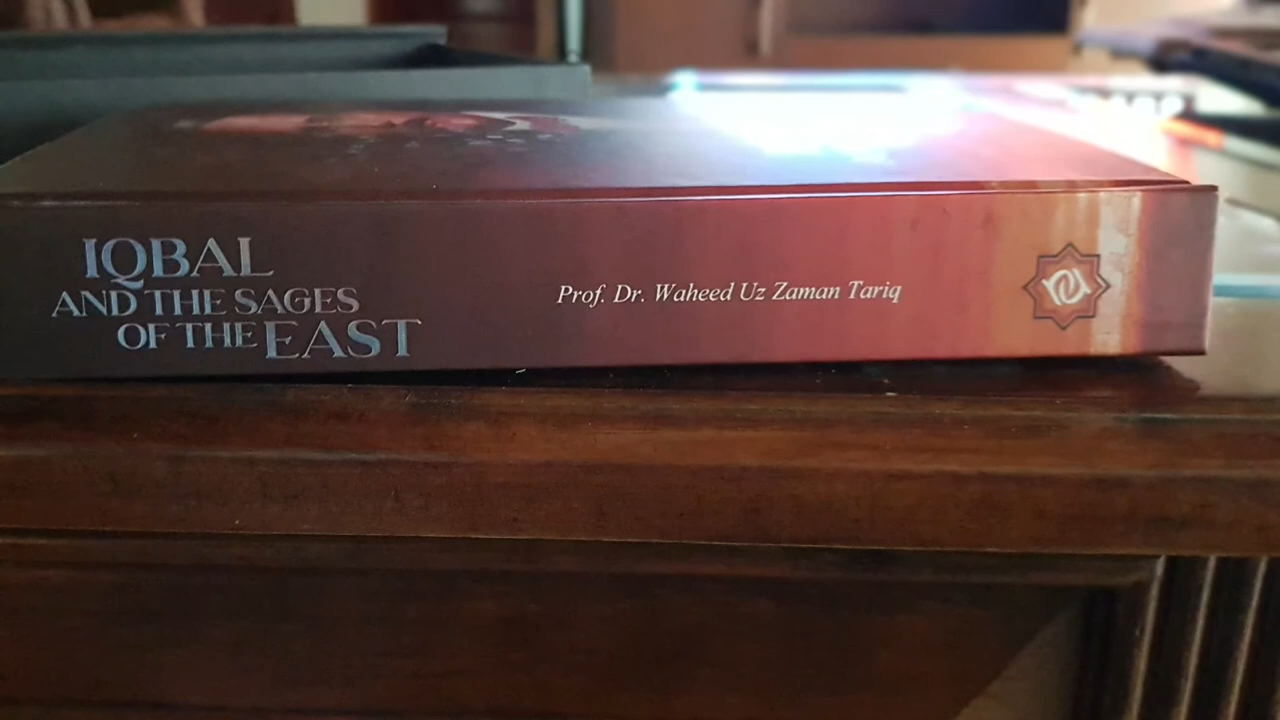 IQBAL
AND THE SAGES
OF THE EAST
Prof. Dr. Waheed Uz Zaman Tariq